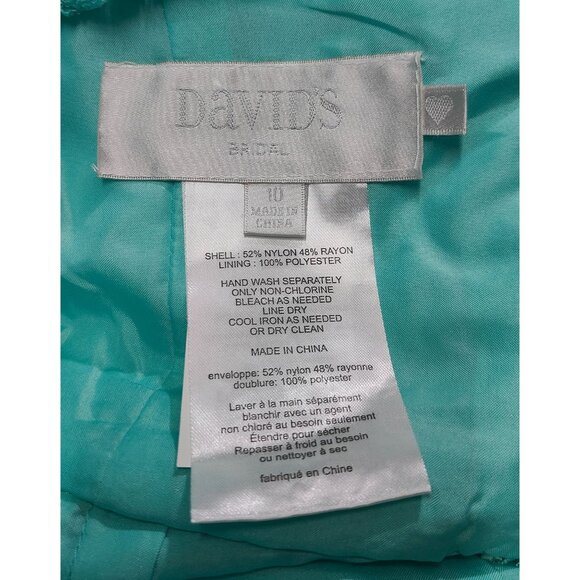 DaVID'S
BRIDAL
10
MADE IN
CHINA
SHELL : 52% NYLON 48% RAYON
LINING : 100% POLYESTER
HAND WASH SEPARATELY
ONLY NON-CHLORINE
BLEACH AS NEEDED
LINE DRY
COOL IRON AS NEEDED
OR DRY CLEAN
MADE IN CHINA
enveloppe: 52% nylon 48% rayonne
doublure: 100% polyester
Laver à la main séparément
blanchir avec un agent
non chloré au besoin seulement
Étendre pour sécher
Repasser à froid au besoin
ou nettoyer à sec
fabriqué en Chine